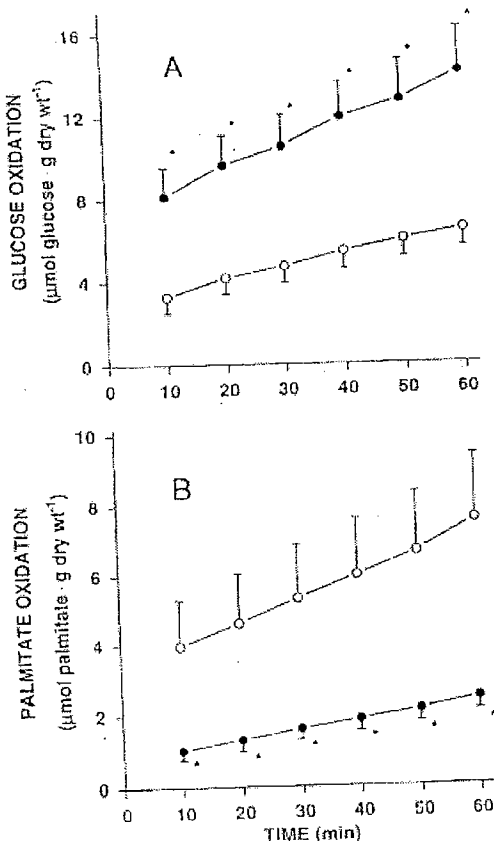 16
12
8
4
0
A
GLUCOSE OXIDATION
(μmol glucose · g dry wt⁻¹)
0 10 20 30 40 50 60
10
8
6
4
2
0
B
PALMITATE OXIDATION
(μmol palmitate · g dry wt⁻¹)
0 10 20 30 40 50 60
TIME (min)